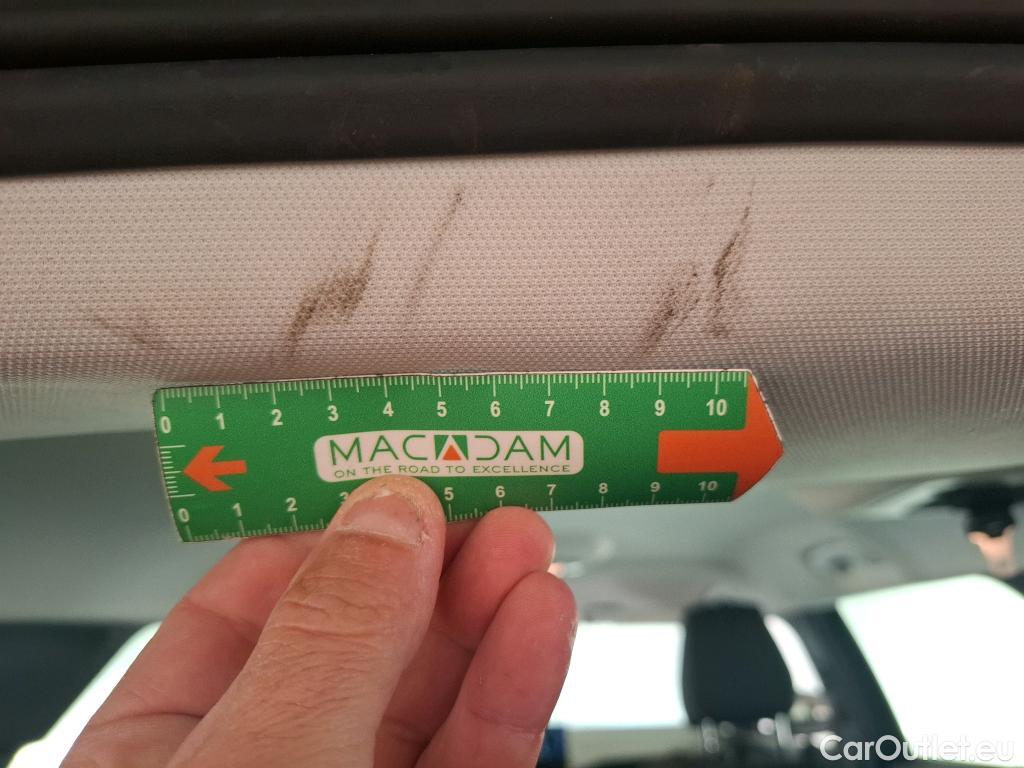 0 1 2 3 4 5 6 7 8 9 10
MACADAM
ON THE ROAD TO EXCELLENCE
0 1 2 3 5 6 7 8 9 10
CarOutlet.eu